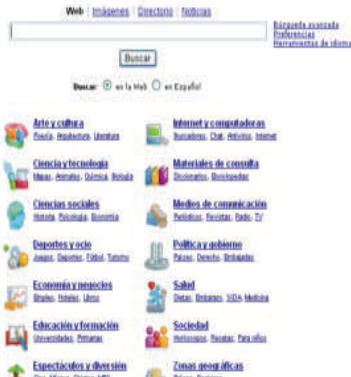 Web Imágenes Directorio Noticias
Búsqueda avanzada
Preferencias
Herramientas de idioma
Buscar
Buscar: en la Web en Español
Arte y cultura
Poesía, Arquitectura, Literatura
Internet y computadoras
Buscadores, Chat, Antivirus, Internet
Ciencia y tecnología
Mapas, Animales, Química, Biología
Materiales de consulta
Diccionarios, Enciclopedias
Ciencias sociales
Historia, Psicología, Economía
Medios de comunicación
Periódicos, Revistas, Radio, TV
Deportes y ocio
Juegos, Deportes, Fútbol, Turismo
Política y gobierno
Países, Derecho, Embajadas
Economía y negocios
Empleo, Hoteles, Libros
Salud
Dietas, Embarazo, SIDA, Medicina
Educación y formación
Universidades, Primarias
Sociedad
Horóscopos, Recetas, Para niños
Espectáculos y diversión
Zonas geográficas